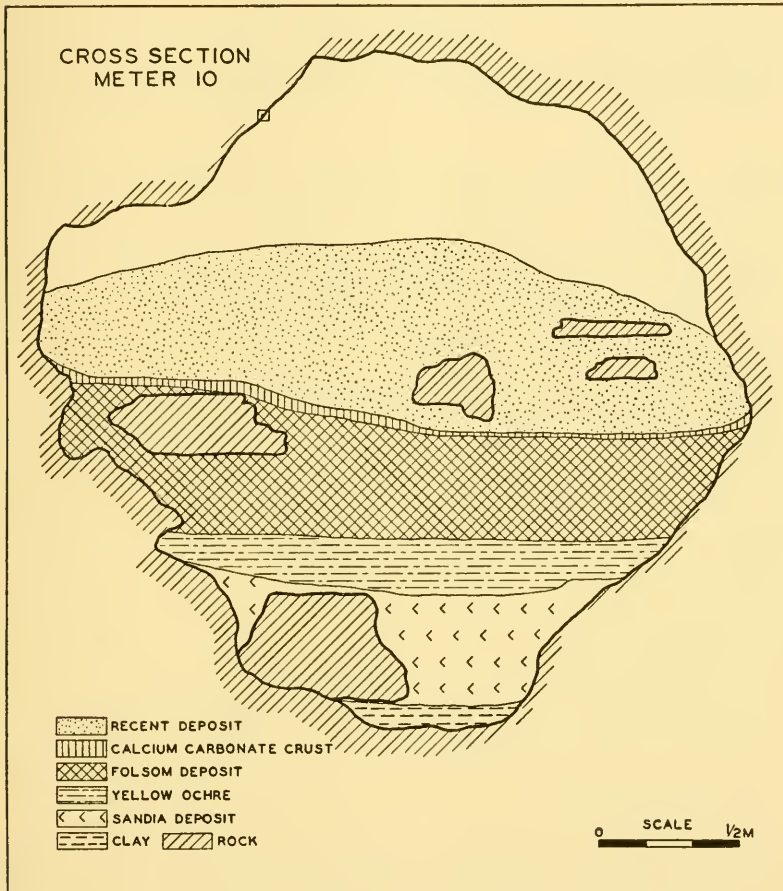 CROSS SECTION
METER 10
RECENT DEPOSIT
CALCIUM CARBONATE CRUST
FOLSOM DEPOSIT
YELLOW OCHRE
SANDIA DEPOSIT
CLAY ROCK
SCALE
0 1/2M